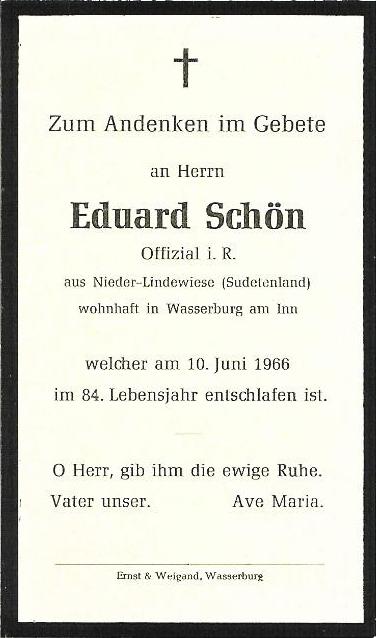 Zum Andenken im Gebete
an Herrn
Eduard Schön
Offizial i. R.
aus Nieder-Lindewiese (Sudetenland)
wohnhaft in Wasserburg am Inn
welcher am 10. Juni 1966
im 84. Lebensjahr entschlafen ist.
O Herr, gib ihm die ewige Ruhe.
Vater unser. Ave Maria.
Ernst & Weigand, Wasserburg